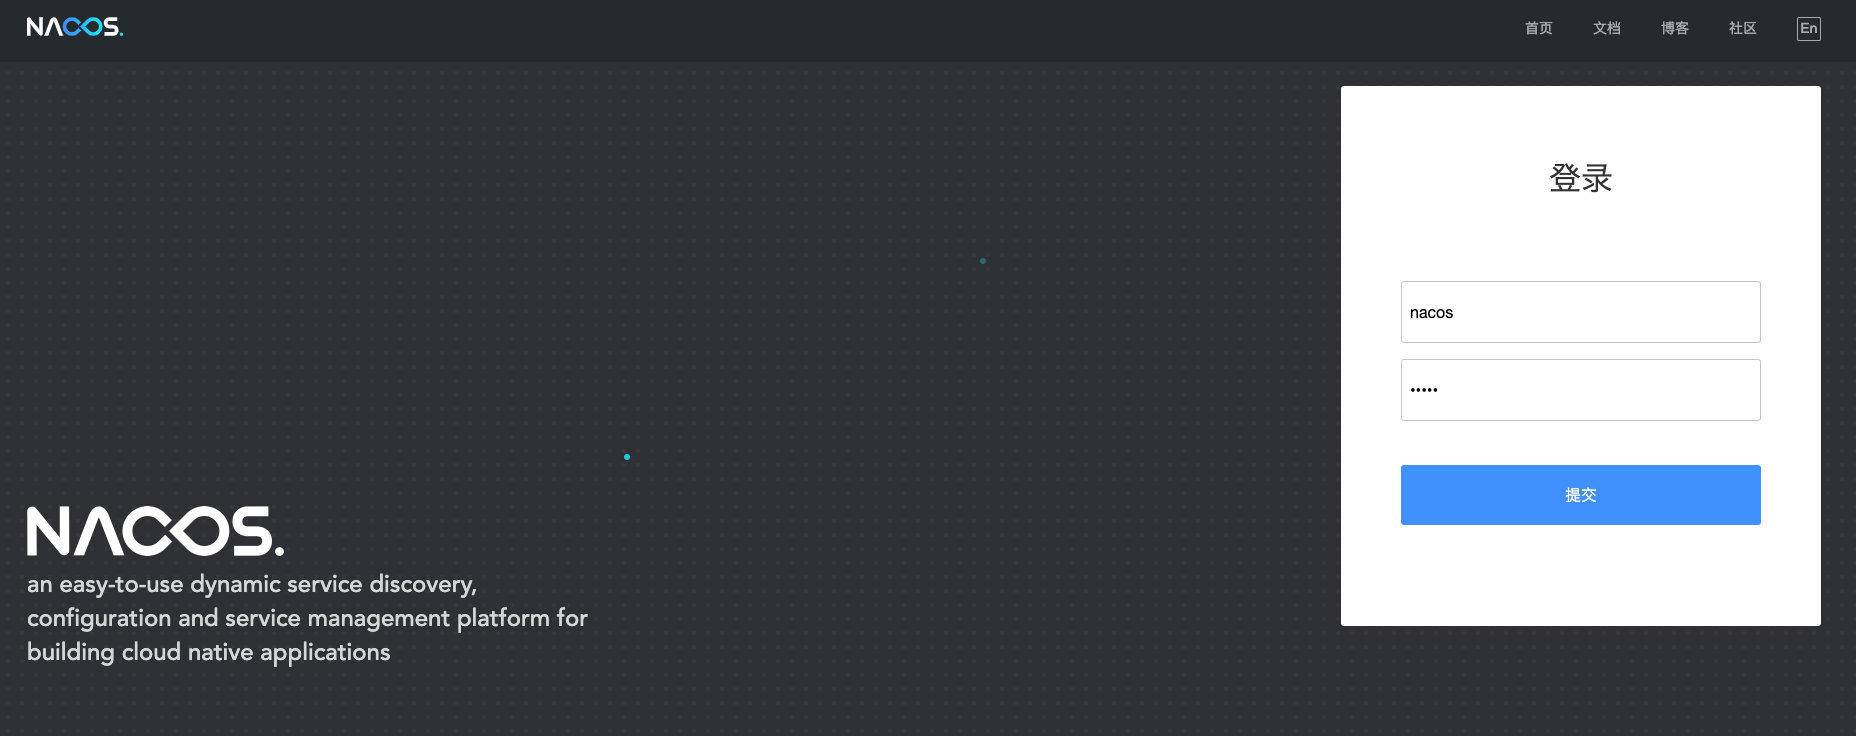 NACOS.
首页
文档
博客
社区
En
登录
nacos
•••••
提交
NACOS.
an easy-to-use dynamic service discovery,
configuration and service management platform for
building cloud native applications